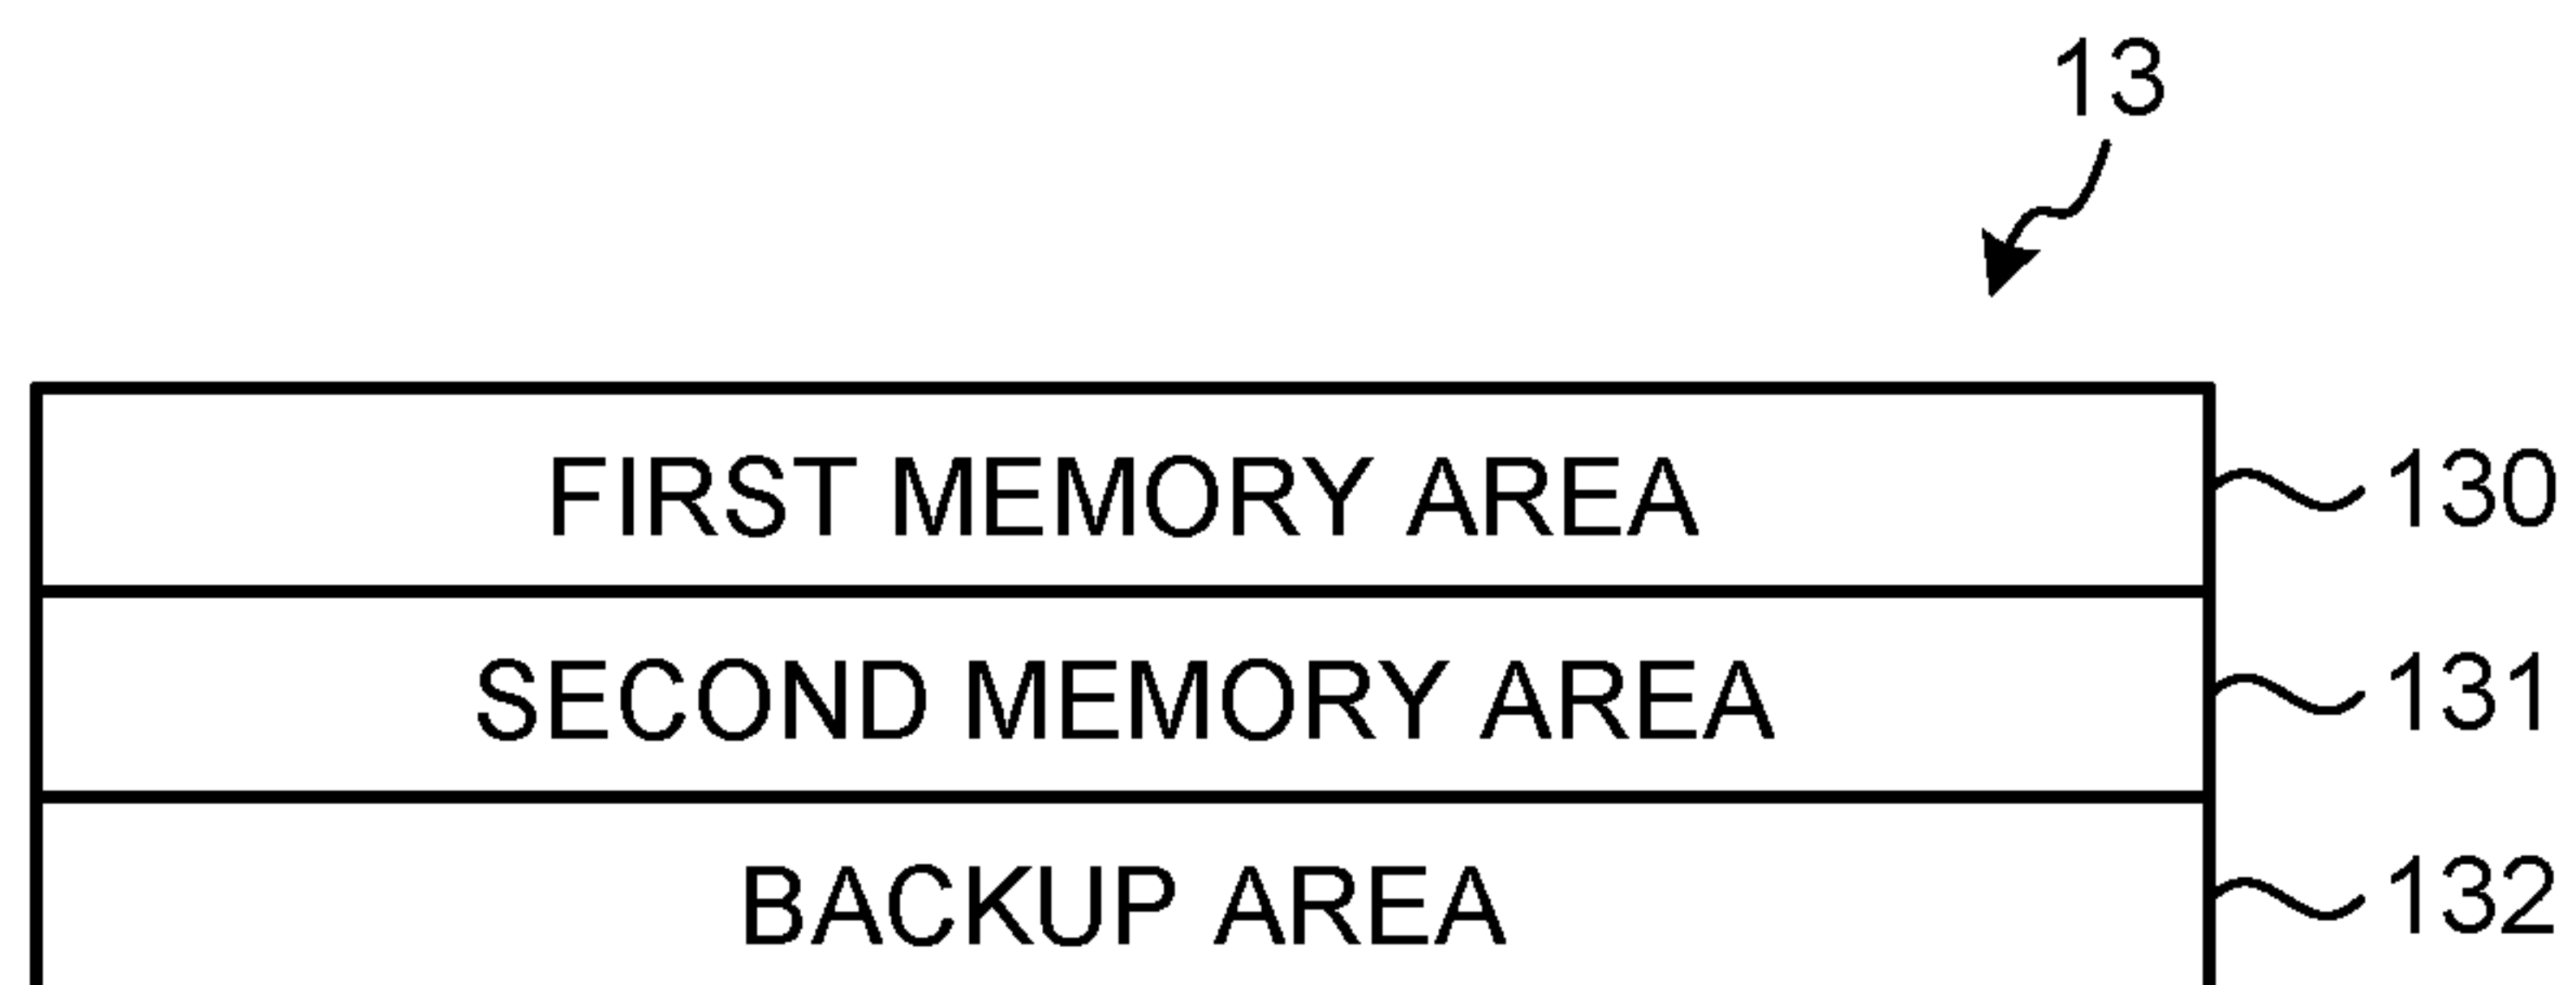 13
FIRST MEMORY AREA 130
SECOND MEMORY AREA 131
BACKUP AREA 132